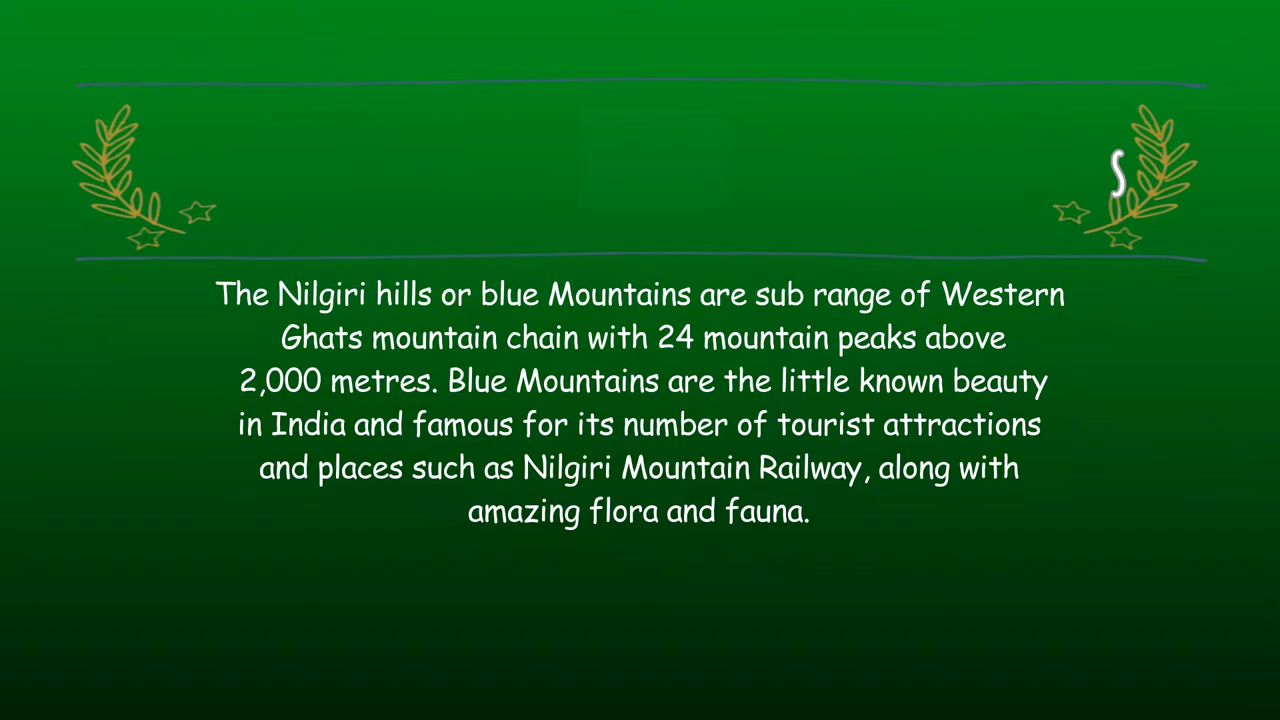 S
The Nilgiri hills or blue Mountains are sub range of Western
Ghats mountain chain with 24 mountain peaks above
2,000 metres. Blue Mountains are the little known beauty
in India and famous for its number of tourist attractions
and places such as Nilgiri Mountain Railway, along with
amazing flora and fauna.